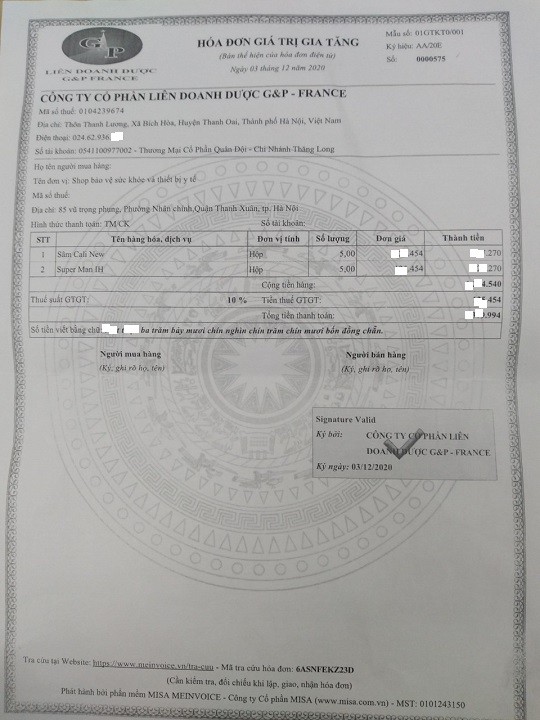 G P
LIÊN DOANH DƯỢC
G&P FRANCE
HÓA ĐƠN GIÁ TRỊ GIA TĂNG
(Bản thể hiện của hóa đơn điện tử)
Ngày 03 tháng 12 năm 2020
Mẫu số: 01GTKT0/001
Ký hiệu: AA/20E
Số: 0000575
CÔNG TY CỔ PHẦN LIÊN DOANH DƯỢC G&P - FRANCE
Mã số thuế: 0104239674
Địa chỉ: Thôn Thanh Lương, Xã Bích Hòa, Huyện Thanh Oai, Thành phố Hà Nội, Việt Nam
Điện thoại: 024.62.936
Số tài khoản: 0541100977002 - Thương Mại Cổ Phần Quân Đội - Chi Nhánh Thăng Long
Họ tên người mua hàng:
Tên đơn vị: Shop bảo vệ sức khỏe và thiết bị y tế
Mã số thuế:
Địa chỉ: 85 vũ trọng phụng, Phường Nhân chính,Quận Thanh Xuân, tp. Hà Nội
Hình thức thanh toán: TM/CK Số tài khoản:
STT Tên hàng hóa, dịch vụ Đơn vị tính Số lượng Đơn giá Thành tiền
1 Sâm Cali New Hộp 5,00 .454 .270
2 Super Man IH Hộp 5,00 .454 .270
Cộng tiền hàng: 4.540
Thuế suất GTGT: 10 % Tiền thuế GTGT: .454
Tổng tiền thanh toán: .994
Số tiền viết bằng chữ: ba trăm bảy mươi chín nghìn chín trăm chín mươi bốn đồng chẵn.
Người mua hàng Người bán hàng
(Ký, ghi rõ họ, tên) (Ký, ghi rõ họ, tên)
Signature Valid
Ký bởi: CÔNG TY CỔ PHẦN LIÊN
DOANH DƯỢC G&P - FRANCE
Ký ngày: 03/12/2020
Tra cứu tại Website: https://www.meinvoice.vn/tra-cuu - Mã tra cứu hóa đơn: 6ASNFEKZ23D
(Cần kiểm tra, đối chiếu khi lập, giao, nhận hóa đơn)
Phát hành bởi phần mềm MISA MEINVOICE - Công ty Cổ phần MISA (www.misa.com.vn) - MST: 0101243150